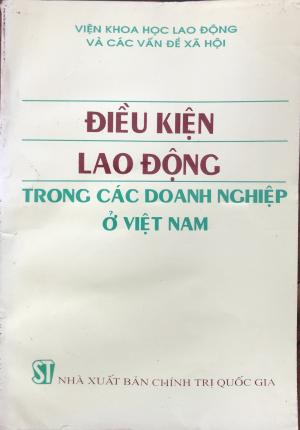 VIỆN KHOA HỌC LAO ĐỘNG
VÀ CÁC VẤN ĐỀ XÃ HỘI
ĐIỀU KIỆN
LAO ĐỘNG
TRONG CÁC DOANH NGHIỆP
Ở VIỆT NAM
ST NHÀ XUẤT BẢN CHÍNH TRỊ QUỐC GIA